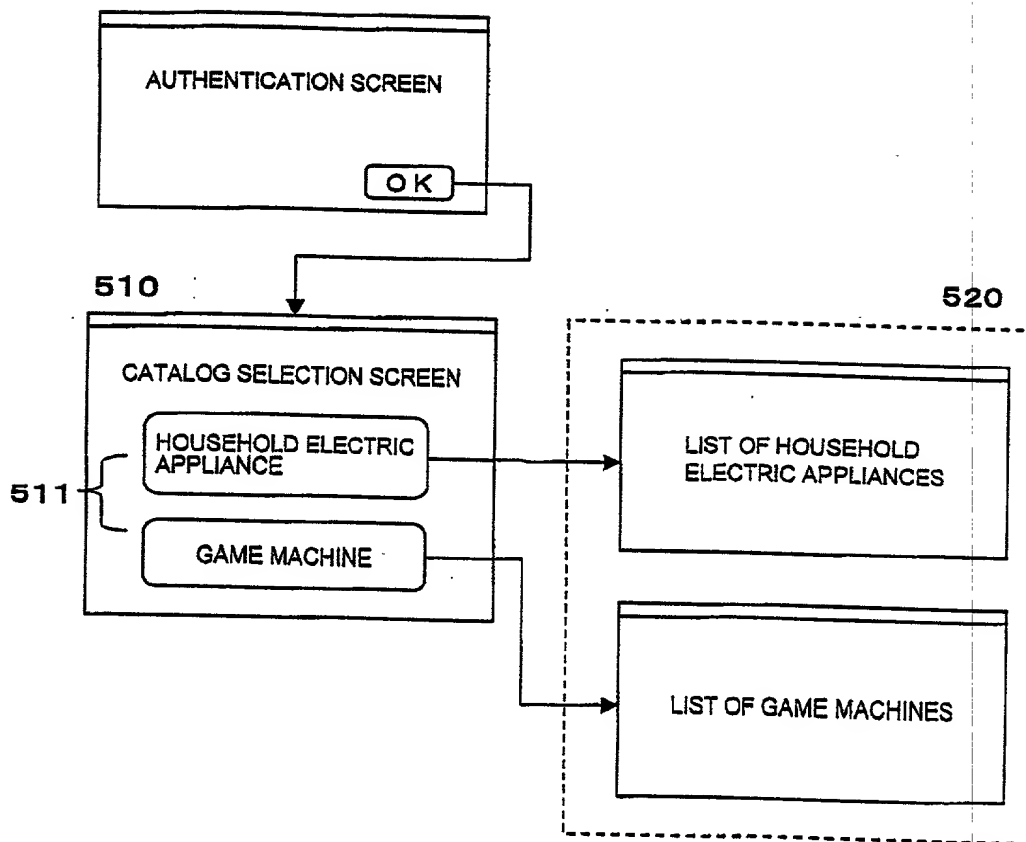 AUTHENTICATION SCREEN
OK
510
520
CATALOG SELECTION SCREEN
HOUSEHOLD ELECTRIC
APPLIANCE
511
GAME MACHINE
LIST OF HOUSEHOLD
ELECTRIC APPLIANCES
LIST OF GAME MACHINES